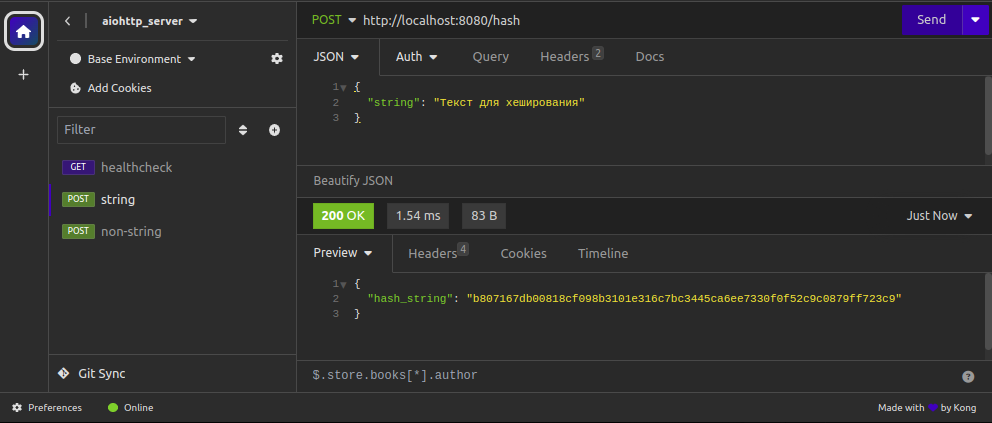 aiohttp_server
Base Environment
Add Cookies
Filter
GET healthcheck
POST string
POST non-string
Git Sync
POST http://localhost:8080/hash Send
JSON Auth Query Headers 2 Docs
1 {
2 "string": "Текст для хеширования"
3 }
Beautify JSON
200 OK 1.54 ms 83 B Just Now
Preview Headers 4 Cookies Timeline
1 {
2 "hash_string": "b807167db00818cf098b3101e316c7bc3445ca6ee7330f0f52c9c0879ff723c9"
3 }
$.store.books[*].author
Preferences Online Made with by Kong